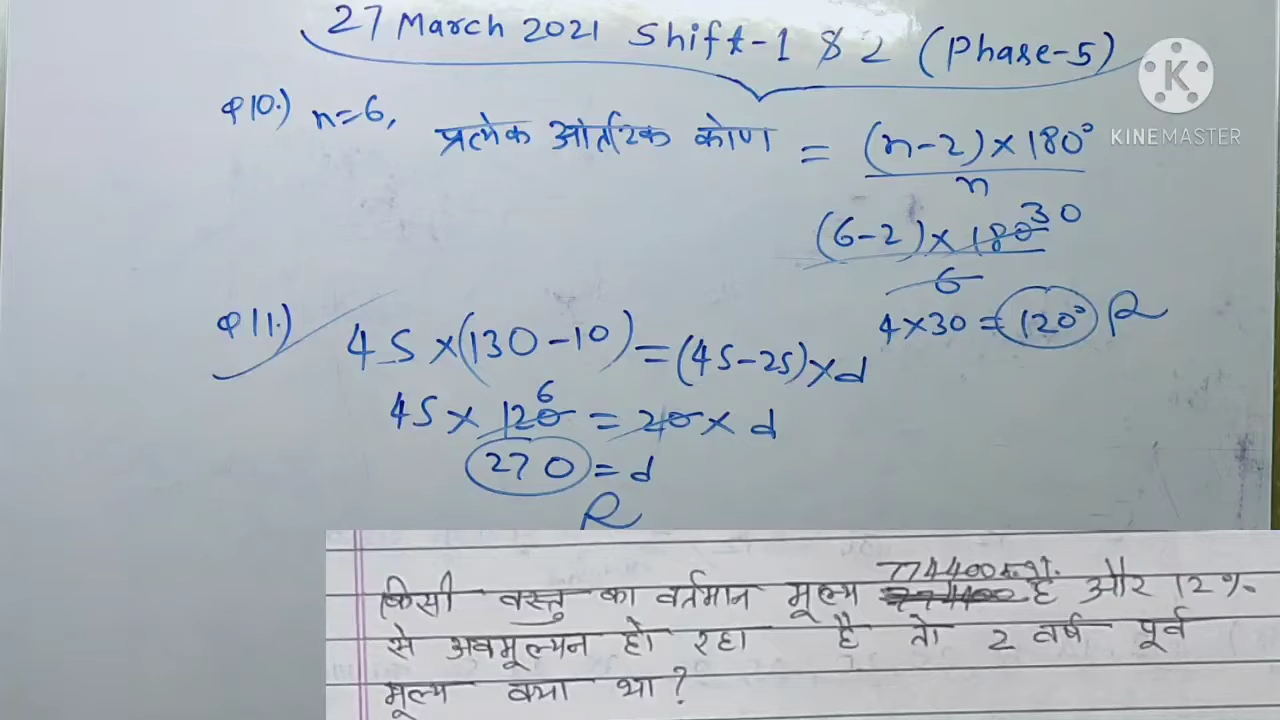 27 March 2021 Shift-1 & 2 (Phase-5)
Q10.) n=6, प्रत्येक आंतरिक कोण = (n-2)×180°
n
(6-2)×180 30
6
4×30 = 120°
Q11.) 45×(130-10)=(45-25)×d
45×120 6 = 20×d
270 = d
KINEMASTER
किसी वस्तु का वर्तमान मूल्य 774400 है और 12%
से अवमूल्यन हो रहा है तो 2 वर्ष पूर्व
मूल्य क्या था?